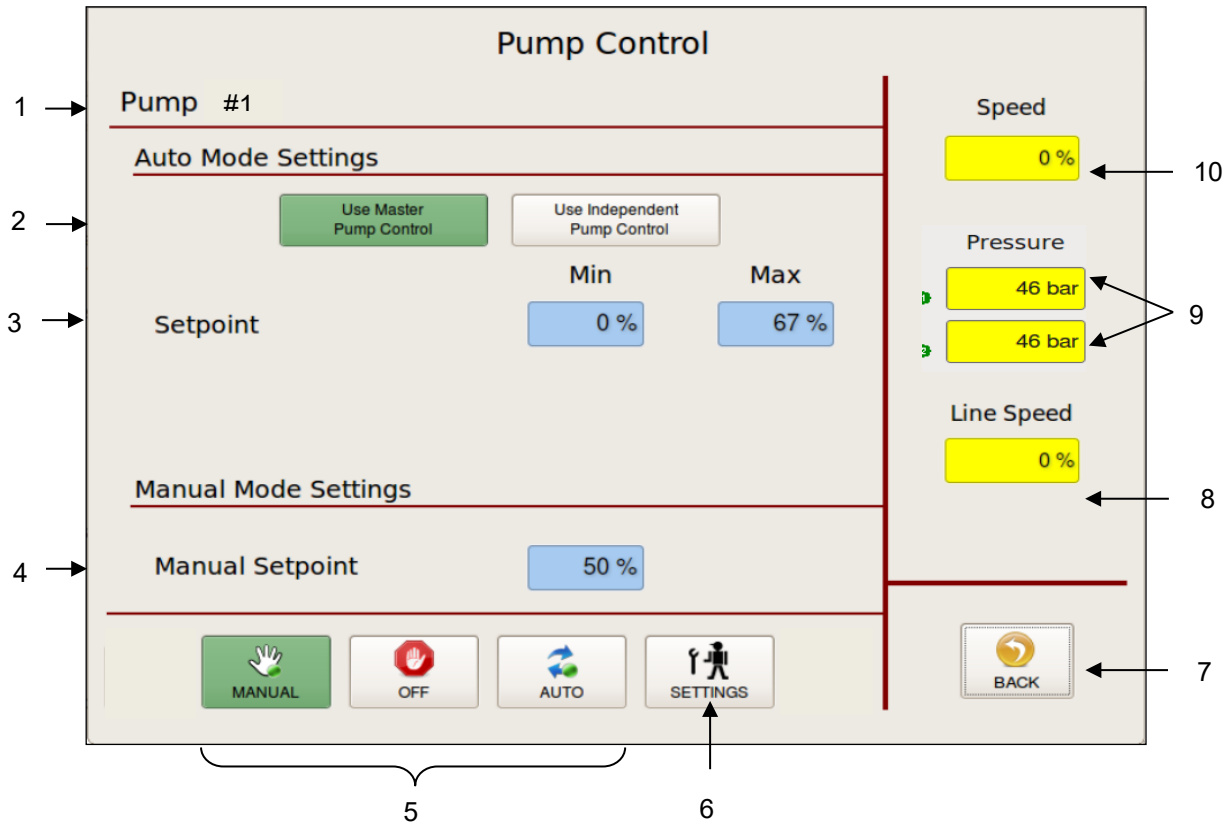 Pump Control
1
Pump #1
Speed
0 %
10
Auto Mode Settings
2
Use Master
Pump Control
Use Independent
Pump Control
Pressure
46 bar
46 bar
9
Min
Max
3
Setpoint
0 %
67 %
Line Speed
0 %
8
Manual Mode Settings
4
Manual Setpoint
50 %
MANUAL
OFF
AUTO
SETTINGS
BACK
7
5
6